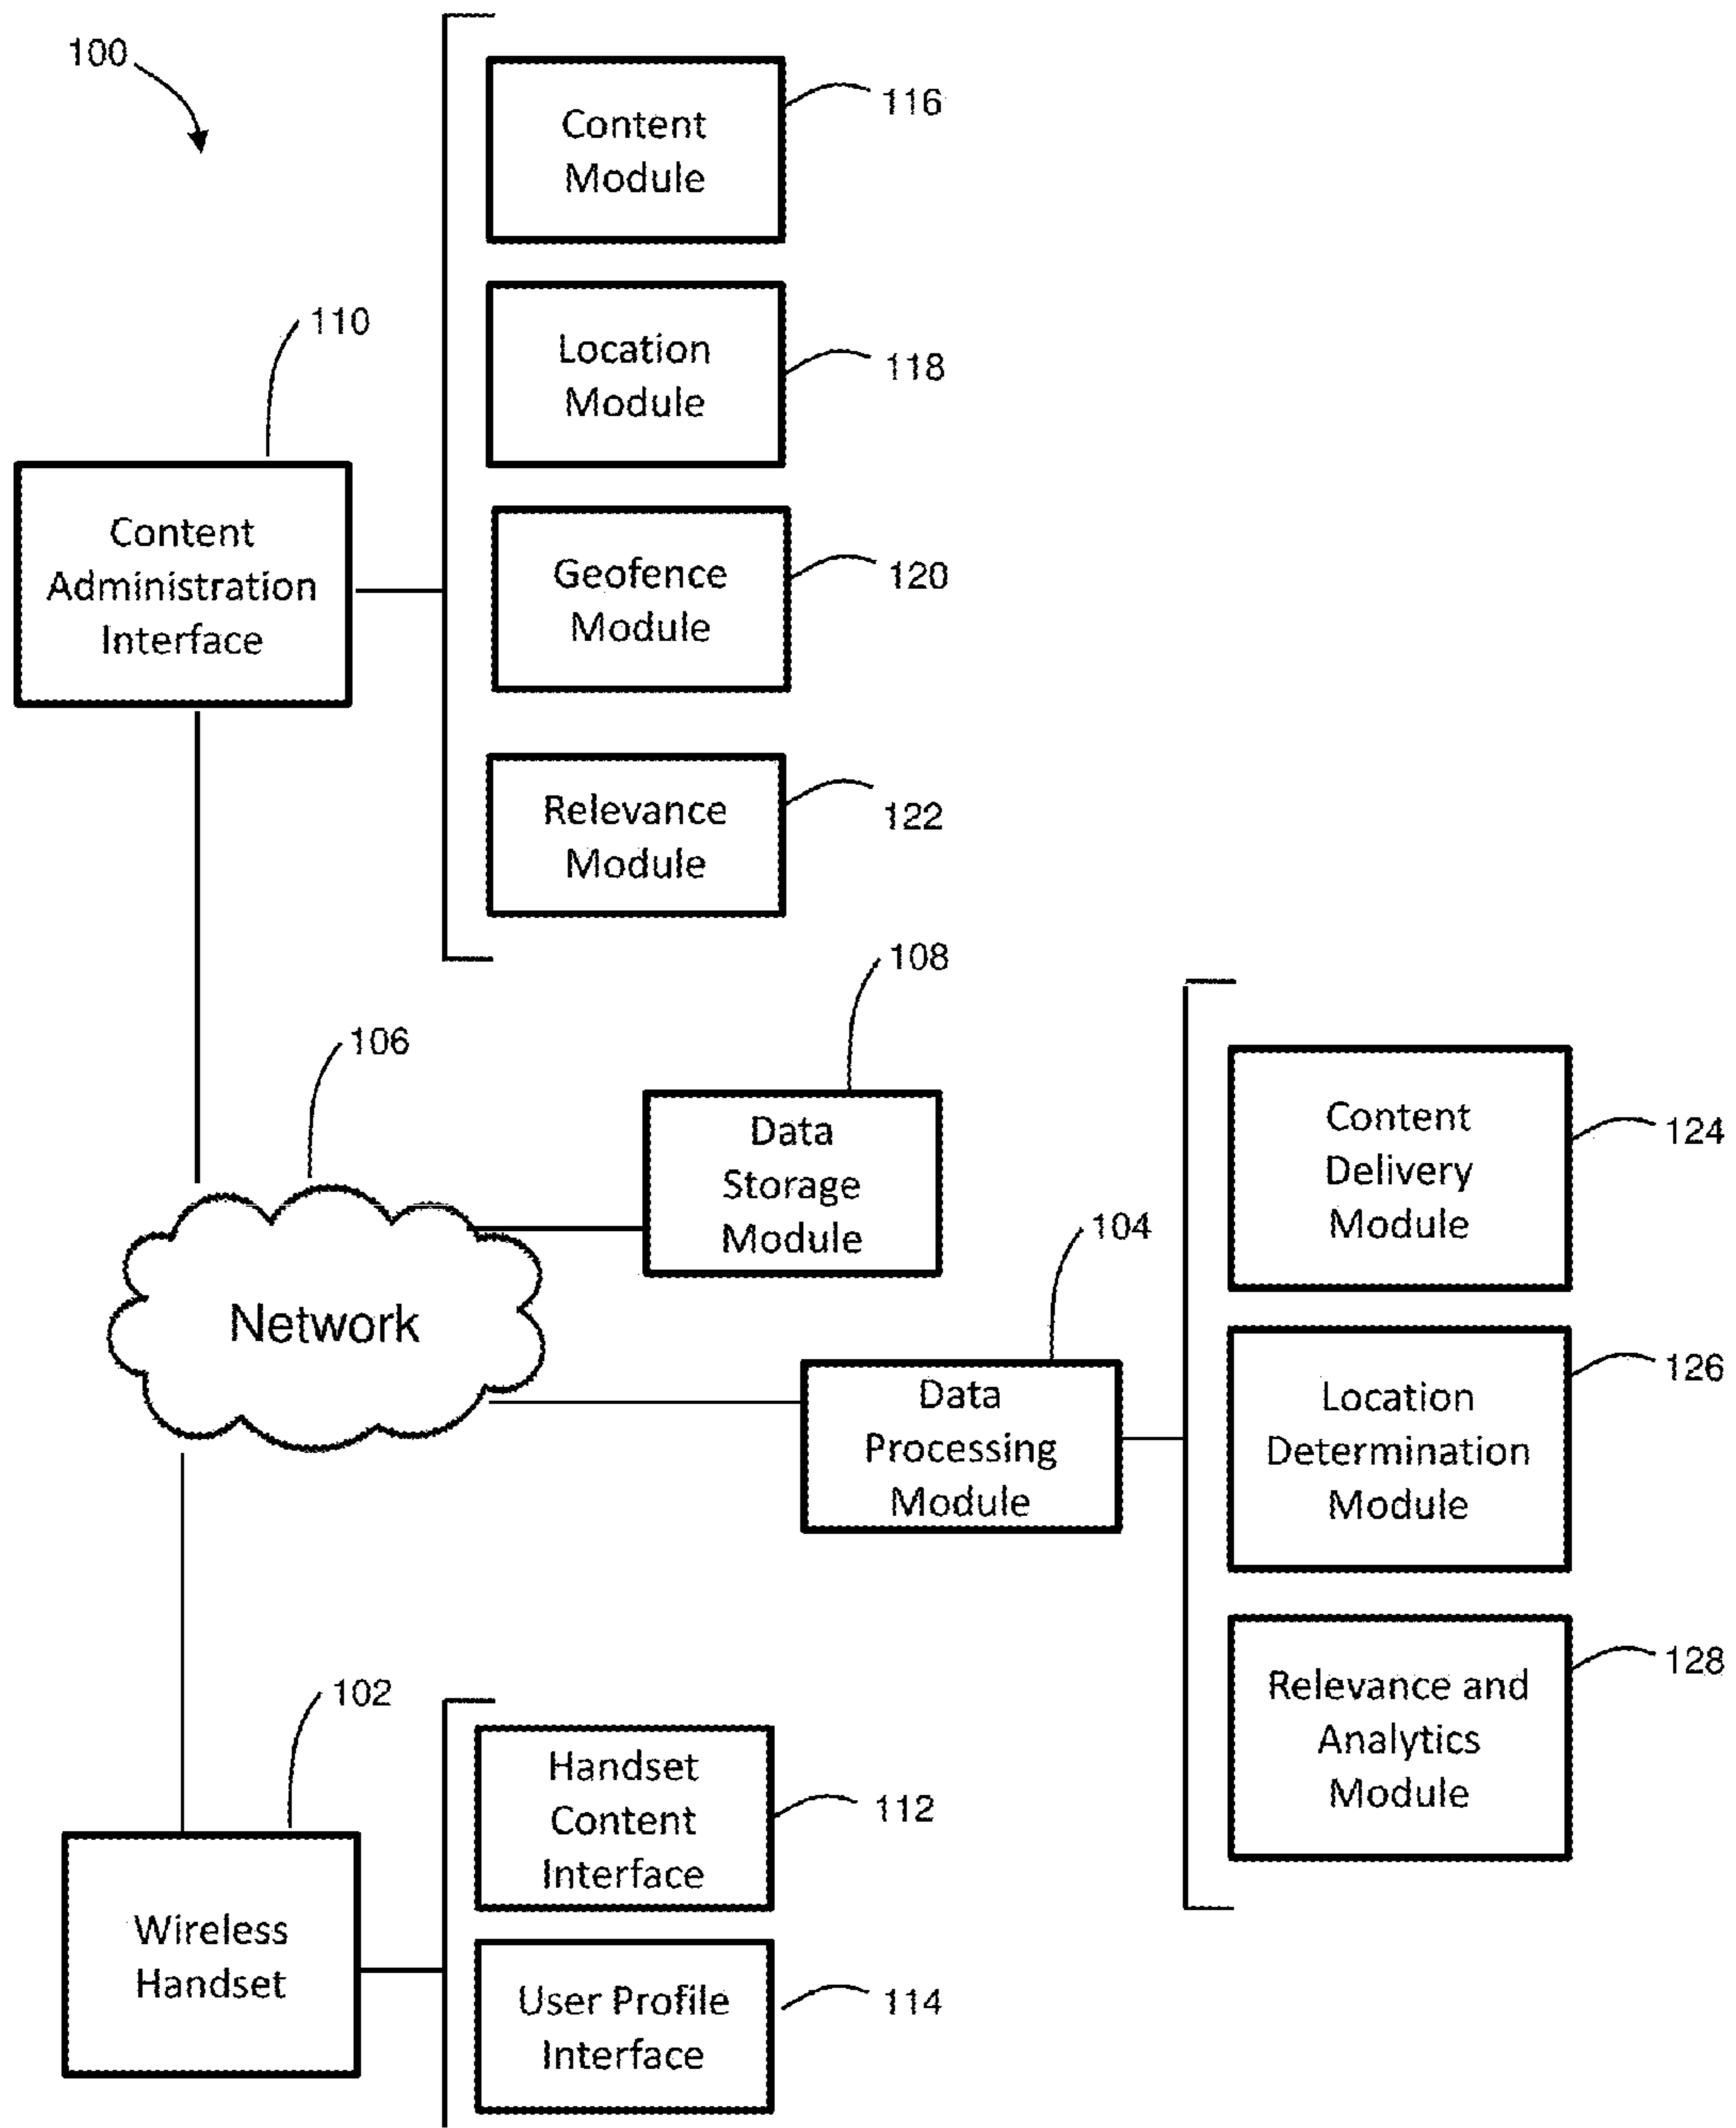 100
Content
Module
116
Location
Module
118
110
Content
Administration
Interface
Geofence
Module
120
Relevance
Module
122
108
106
Data
Storage
Module
Network
104
Data
Processing
Module
Content
Delivery
Module
124
Location
Determination
Module
126
Relevance and
Analytics
Module
128
102
Wireless
Handset
Handset
Content
Interface
112
User Profile
Interface
114